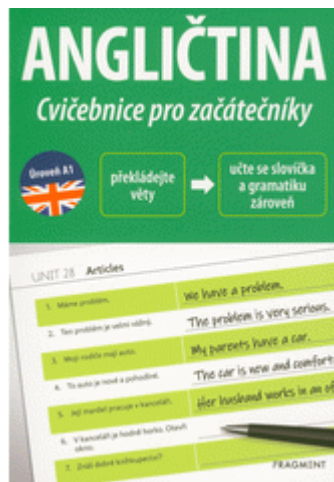 ANGLIČTINA
Cvičebnice pro začátečníky
Úroveň A1
překládejte
věty
učte se slovíčka
a gramatiku
zároveň
UNIT 28 Articles
1. Máme problém.
We have a problem.
2. Ten problém je velmi vážný.
The problem is very serious.
3. Moji rodiče mají auto.
My parents have a car.
4. To auto je nové a pohodlné.
The car is new and comfort
5. Její manžel pracuje v kanceláři.
Her husband works in an of
6. V kanceláři je hodně horko. Otevři
okno.
7. Znáš dobré knihkupectví?
FRAGMENT